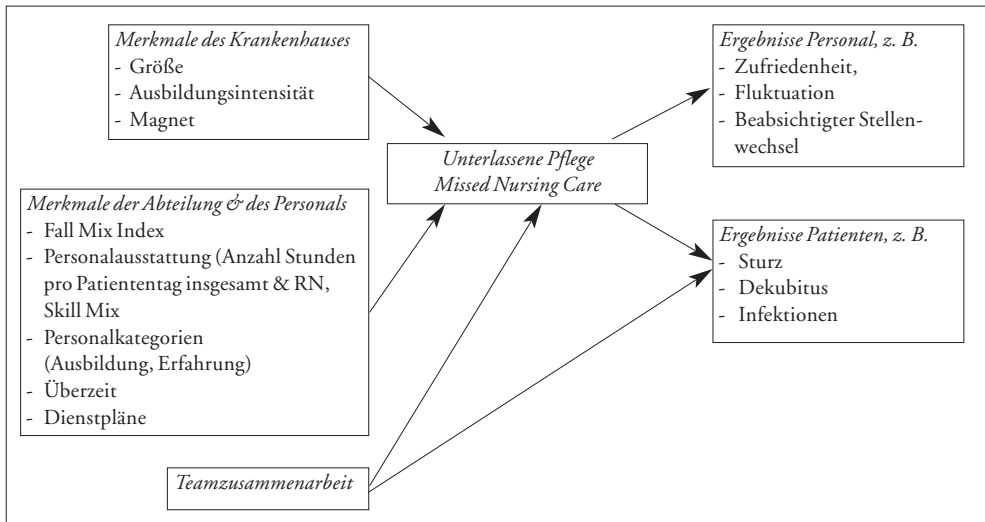 Merkmale des Krankenhauses
- Größe
- Ausbildungsintensität
- Magnet
Merkmale der Abteilung & des Personals
- Fall Mix Index
- Personalausstattung (Anzahl Stunden
pro Patiententag insgesamt & RN,
Skill Mix
- Personalkategorien
(Ausbildung, Erfahrung)
- Überzeit
- Dienstpläne
Teamzusammenarbeit
Unterlassene Pflege
Missed Nursing Care
Ergebnisse Personal, z. B.
- Zufriedenheit,
- Fluktuation
- Beabsichtigter Stellen-
wechsel
Ergebnisse Patienten, z. B.
- Sturz
- Dekubitus
- Infektionen